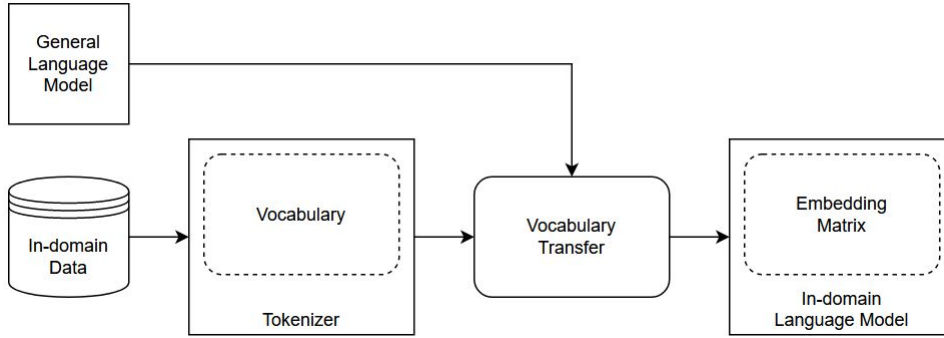 General
Language
Model
In-domain
Data
Vocabulary
Tokenizer
Vocabulary
Transfer
Embedding
Matrix
In-domain
Language Model